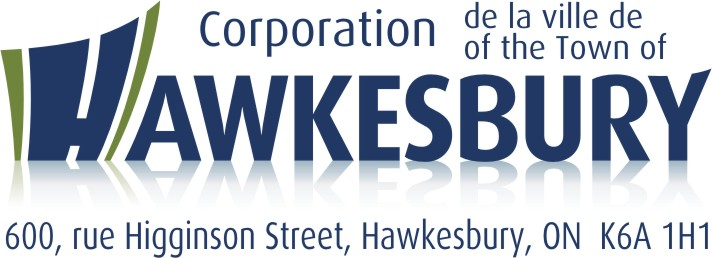 Corporation de la ville de
of the Town of
HAWKESBURY
600, rue Higginson Street, Hawkesbury, ON K6A 1H1